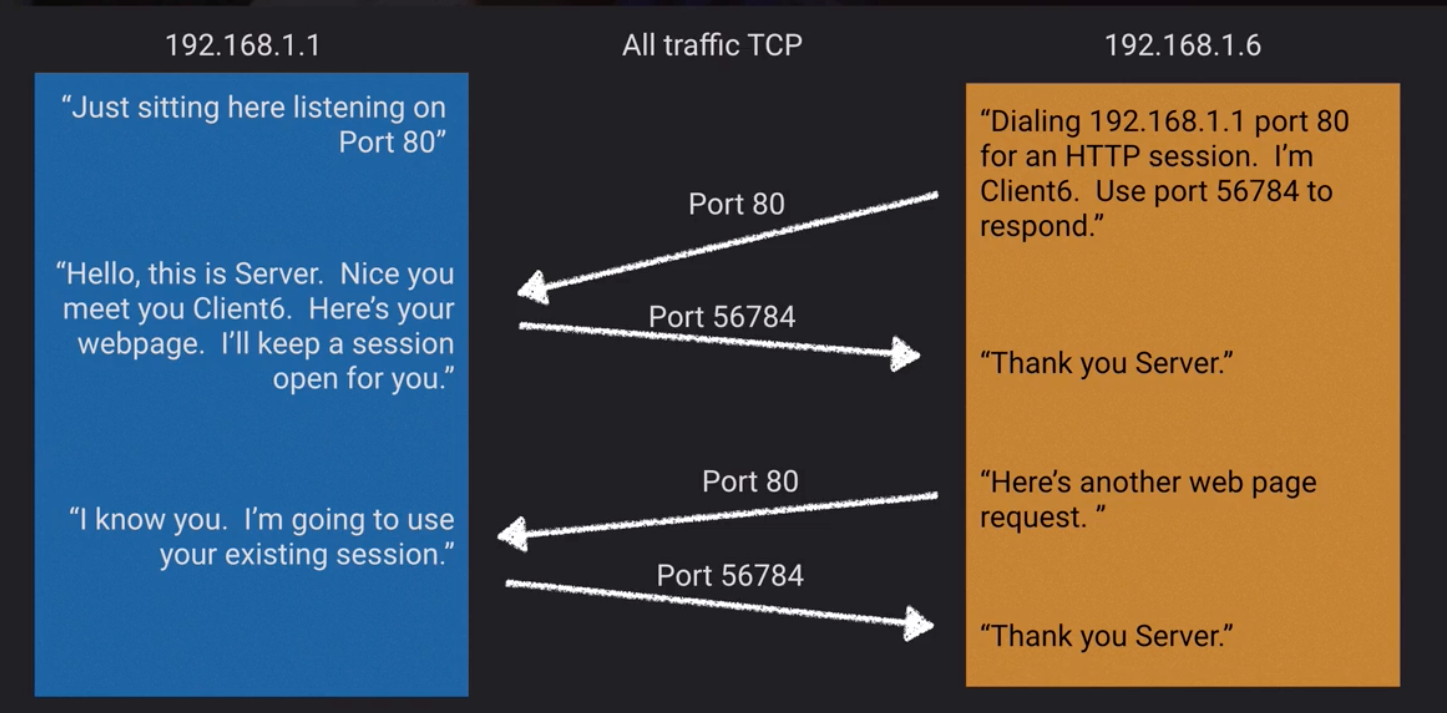 192.168.1.1
All traffic TCP
192.168.1.6
“Just sitting here listening on
Port 80”
“Dialing 192.168.1.1 port 80
for an HTTP session.  I’m
Client6.  Use port 56784 to
respond.”
Port 80
“Hello, this is Server.  Nice you
meet you Client6.  Here’s your
webpage.  I’ll keep a session
open for you.”
Port 56784
“Thank you Server.”
Port 80
“Here’s another web page
request. ”
“I know you.  I’m going to use
your existing session.”
Port 56784
“Thank you Server.”